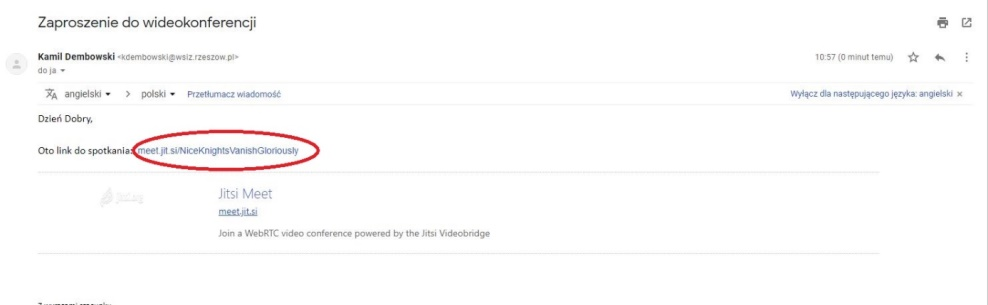 Zaproszenie do wideokonferencji
Kamil Dembowski <kdembowski@wsiz.rzeszow.pl>
10:57 (0 minut temu)
do ja
angielski > polski Przetłumacz wiadomość
Wyłącz dla następującego języka: angielski ×
Dzień Dobry,
Oto link do spotkania: meet.jit.si/NiceKnightsVanishGloriously
Jitsi Meet
meet.jit.si
Join a WebRTC video conference powered by the Jitsi Videobridge